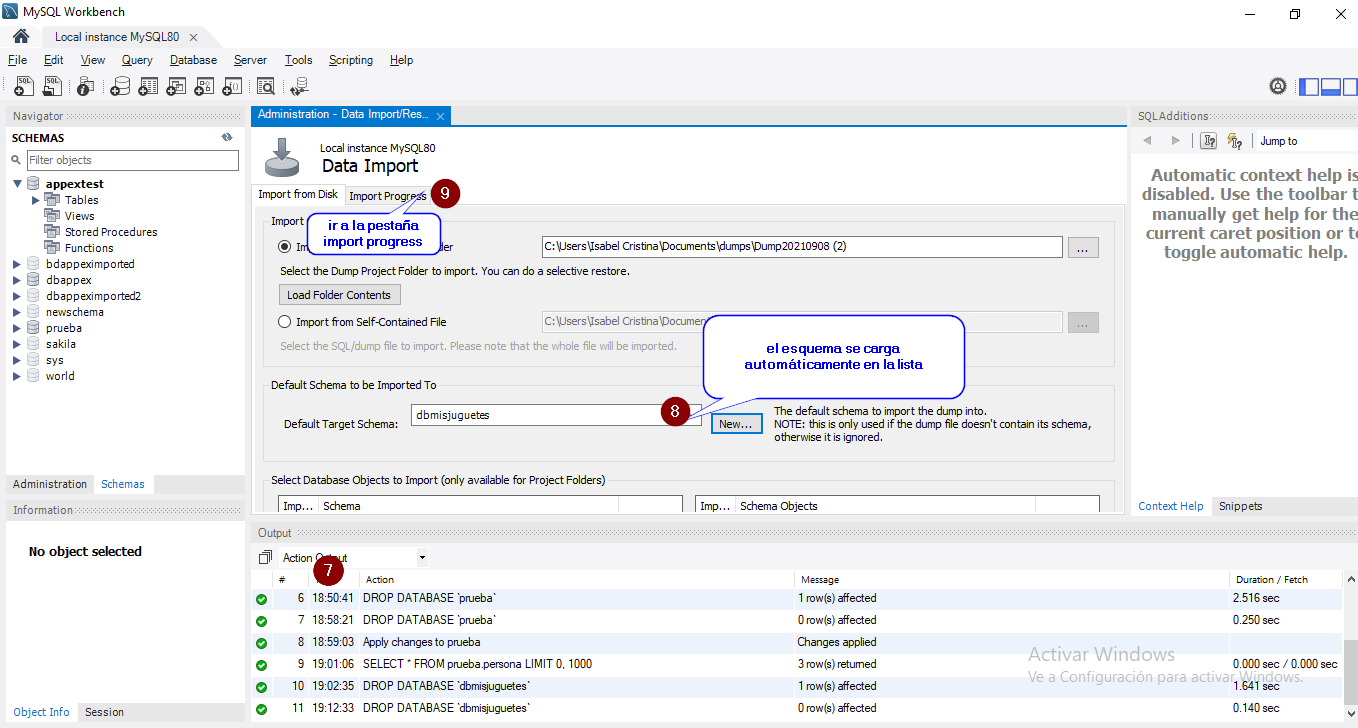 MySQL Workbench
Local instance MySQL80
File Edit View Query Database Server Tools Scripting Help
Navigator
SCHEMAS
Filter objects
appextest
Tables
Views
Stored Procedures
Functions
bdappeximported
dbappex
dbappeximported2
newschema
prueba
sakila
sys
world
Administration Schemas
Information
No object selected
Object Info Session
Administration - Data Import/Res...
Local instance MySQL80
Data Import
Import from Disk Import Progress 9
ir a la pestaña
import progress
Import
C:\Users\Isabel Cristina\Documents\dumps\Dump20210908 (2) ...
Select the Dump Project Folder to import. You can do a selective restore.
Load Folder Contents
Import from Self-Contained File C:\Users\Isabel Cristina\Documen ...
Select the SQL/dump file to import. Please note that the whole file will be imported.
el esquema se carga
automáticamente en la lista
Default Schema to be Imported To
Default Target Schema: dbmisjuguetes 8 New...
The default schema to import the dump into.
NOTE: this is only used if the dump file doesn't contain its schema,
otherwise it is ignored.
Select Database Objects to Import (only available for Project Folders)
Imp... Schema Imp... Schema Objects
SQLAdditions
Jump to
Automatic context help is
disabled. Use the toolbar t
manually get help for the
current caret position or to
toggle automatic help.
Context Help Snippets
Output
Action Output
7
# Action Message Duration / Fetch
6 18:50:41 DROP DATABASE `prueba` 1 row(s) affected 2.516 sec
7 18:58:21 DROP DATABASE `prueba` 0 row(s) affected 0.250 sec
8 18:59:03 Apply changes to prueba Changes applied
9 19:01:06 SELECT * FROM prueba.persona LIMIT 0, 1000 3 row(s) returned 0.000 sec / 0.000 sec
10 19:02:35 DROP DATABASE `dbmisjuguetes` 1 row(s) affected 1.641 sec
11 19:12:33 DROP DATABASE `dbmisjuguetes` 0 row(s) affected 0.140 sec
Activar Windows
Ve a Configuración para activar Windows.